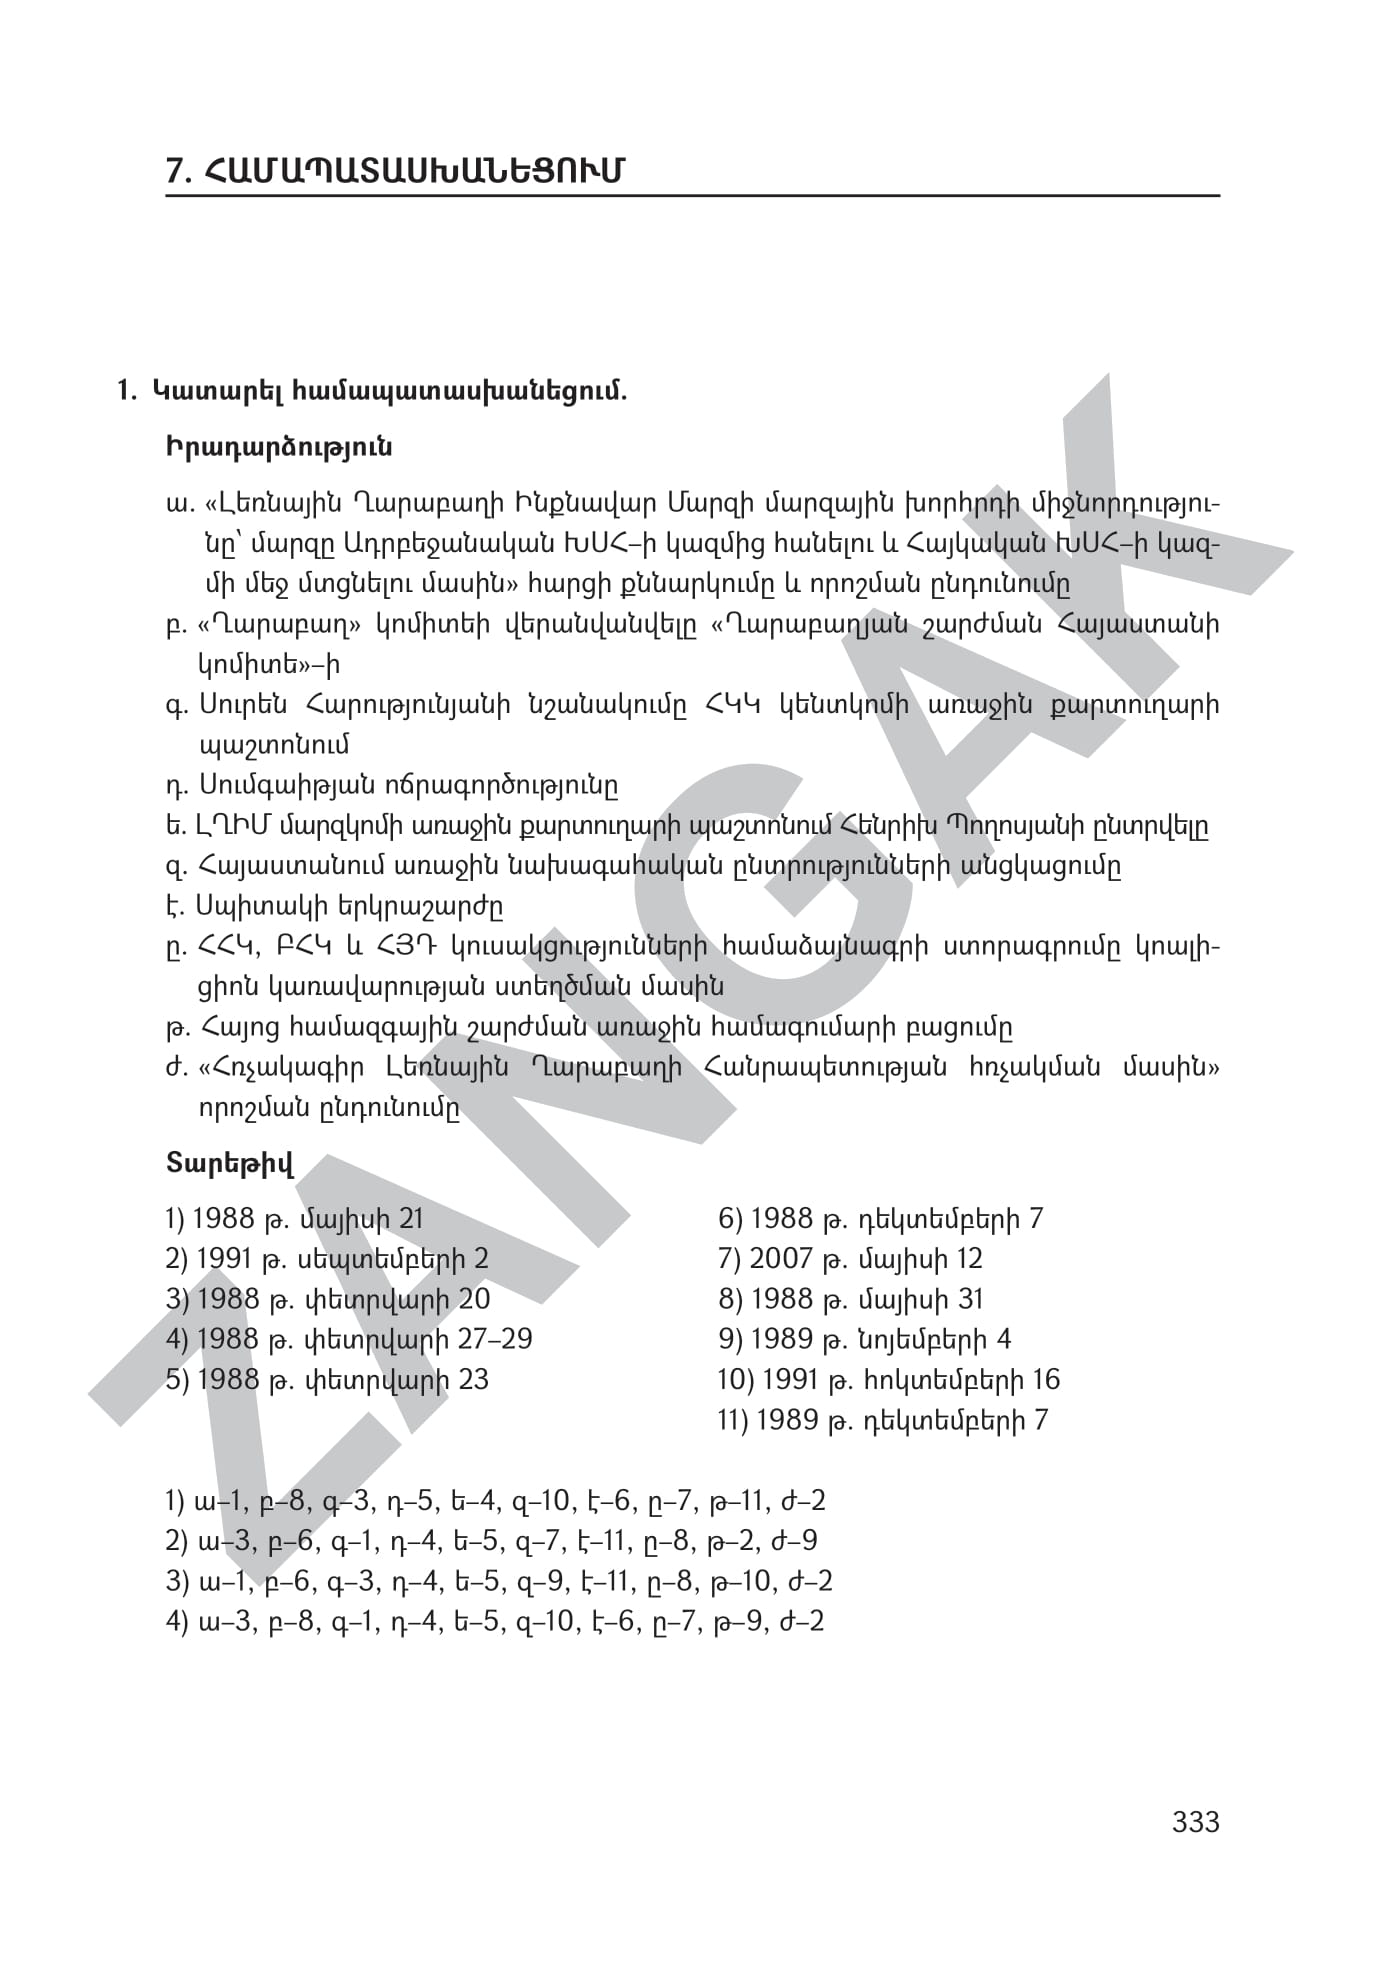 7. ՀԱՄԱՊԱՏԱՍԽԱՆԵՑՈՒՄ
1. Կատարել համապատասխանեցում.
Իրադարձություն
ա. «Լեռնային Ղարաբաղի Ինքնավար Մարզի մարզային խորհրդի միջնորդությու-
նը՝ մարզը Ադրբեջանական ԽՍՀ–ի կազմից հանելու և Հայկական ԽՍՀ–ի կազ-
մի մեջ մտցնելու մասին» հարցի քննարկումը և որոշման ընդունումը
բ. «Ղարաբաղ» կոմիտեի վերանվանվելը «Ղարաբաղյան շարժման Հայաստանի
կոմիտե»–ի
գ. Սուրեն Հարությունյանի նշանակումը ՀԿԿ կենտկոմի առաջին քարտուղարի
պաշտոնում
դ. Սումգաիթյան ոճրագործությունը
ե. ԼՂԻՄ մարզկոմի առաջին քարտուղարի պաշտոնում Հենրիխ Պողոսյանի ընտրվելը
զ. Հայաստանում առաջին նախագահական ընտրությունների անցկացումը
է. Սպիտակի երկրաշարժը
ը. ՀՀԿ, ԲՀԿ և ՀՅԴ կուսակցությունների համաձայնագրի ստորագրումը կոալի-
ցիոն կառավարության ստեղծման մասին
թ. Հայոց համազգային շարժման առաջին համագումարի բացումը
ժ. «Հռչակագիր Լեռնային Ղարաբաղի Հանրապետության հռչակման մասին»
որոշման ընդունումը
Տարեթիվ
1) 1988 թ. մայիսի 21
2) 1991 թ. սեպտեմբերի 2
3) 1988 թ. փետրվարի 20
4) 1988 թ. փետրվարի 27–29
5) 1988 թ. փետրվարի 23
6) 1988 թ. դեկտեմբերի 7
7) 2007 թ. մայիսի 12
8) 1988 թ. մայիսի 31
9) 1989 թ. նոյեմբերի 4
10) 1991 թ. հոկտեմբերի 16
11) 1989 թ. դեկտեմբերի 7
1) ա–1, բ–8, գ–3, դ–5, ե–4, զ–10, է–6, ը–7, թ–11, ժ–2
2) ա–3, բ–6, գ–1, դ–4, ե–5, զ–7, է–11, ը–8, թ–2, ժ–9
3) ա–1, բ–6, գ–3, դ–4, ե–5, զ–9, է–11, ը–8, թ–10, ժ–2
4) ա–3, բ–8, գ–1, դ–4, ե–5, զ–10, է–6, ը–7, թ–9, ժ–2
333
ZANGAK